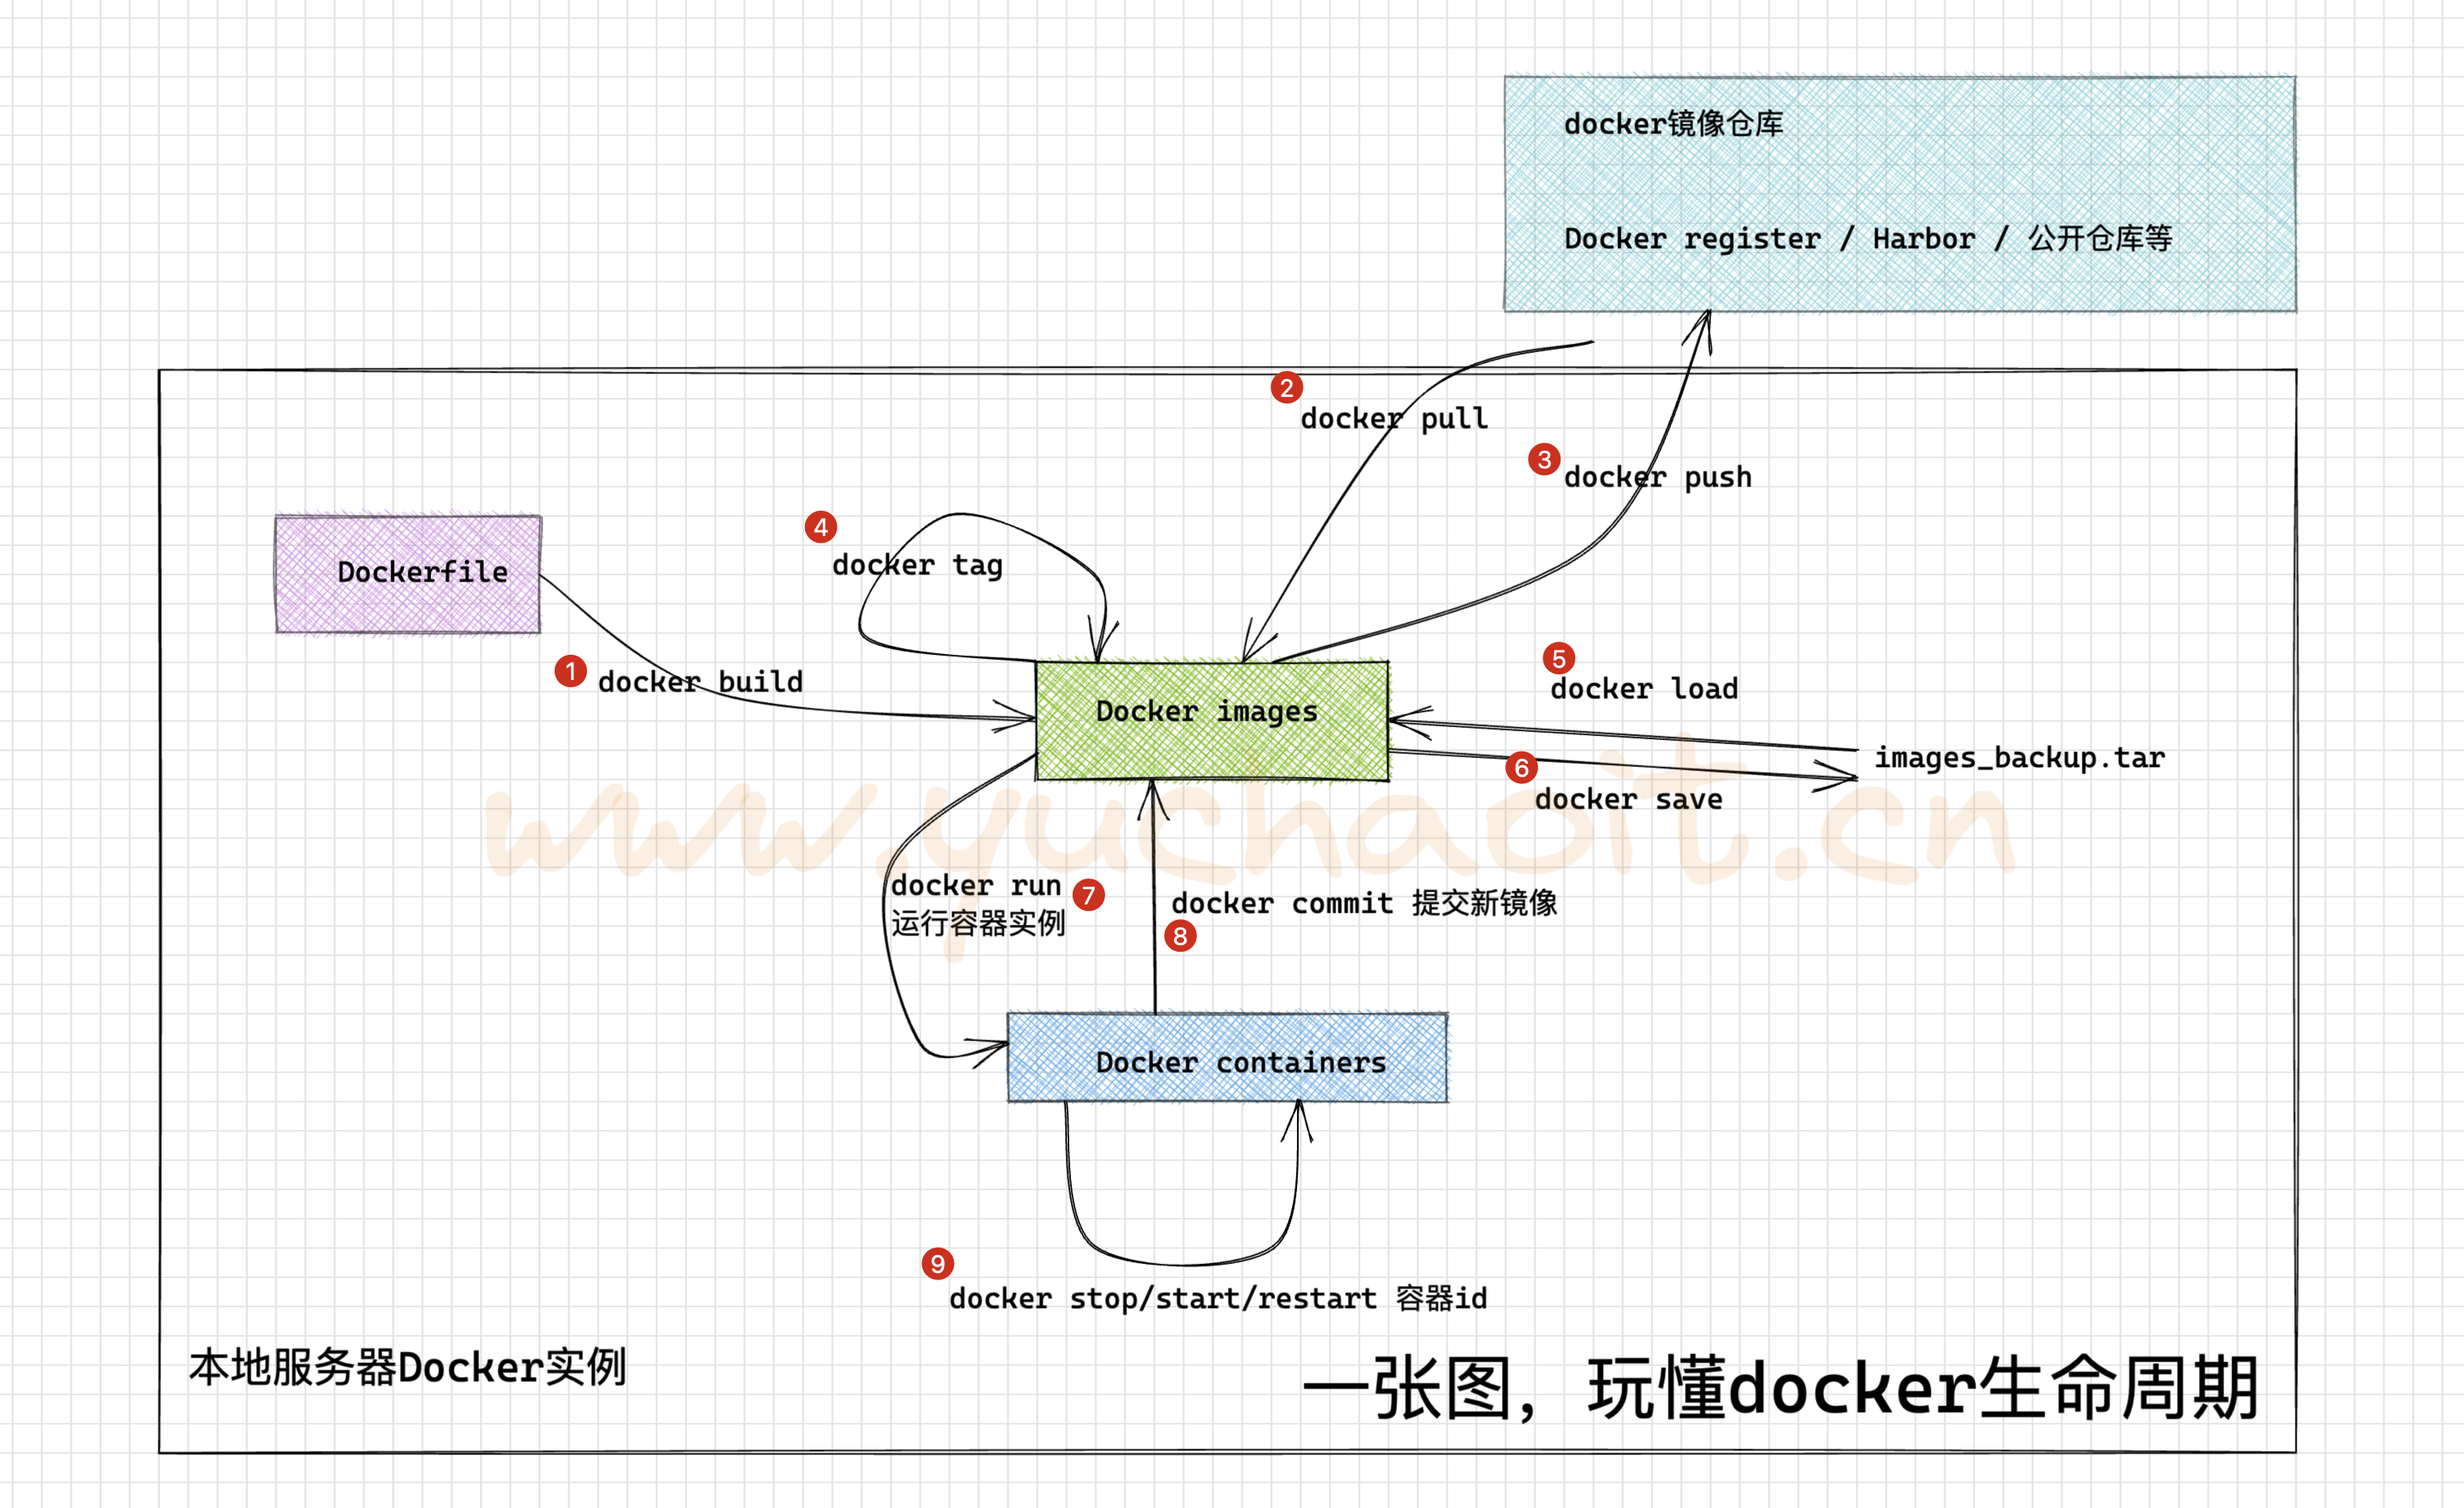 docker镜像仓库
Docker register / Harbor / 公开仓库等
2
docker pull
3
docker push
4
docker tag
Dockerfile
1
docker build
Docker images
5
docker load
images_backup.tar
6
docker save
www.yuchaoit.cn
docker run
运行容器实例
7
docker commit 提交新镜像
8
Docker containers
9
docker stop/start/restart 容器id
本地服务器Docker实例
一张图，玩懂docker生命周期